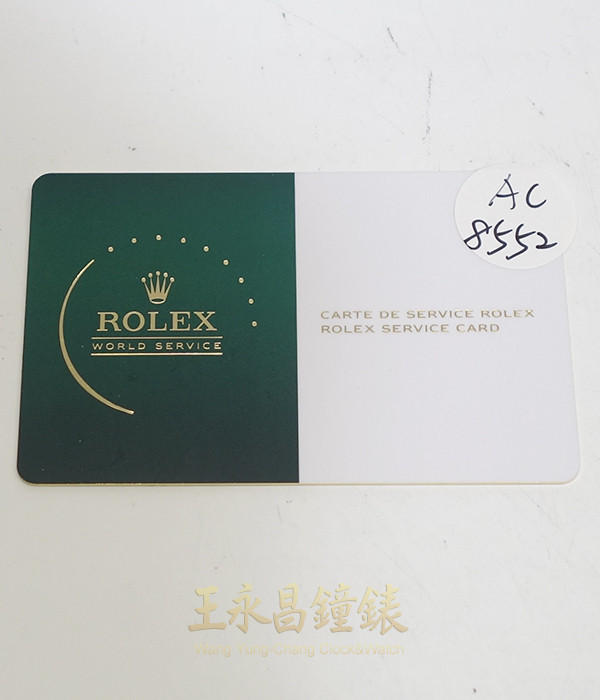 AC
8552
ROLEX
WORLD SERVICE
CARTE DE SERVICE ROLEX
ROLEX SERVICE CARD
王永昌鐘錶
Wang Yung-Chang Clock&Watch